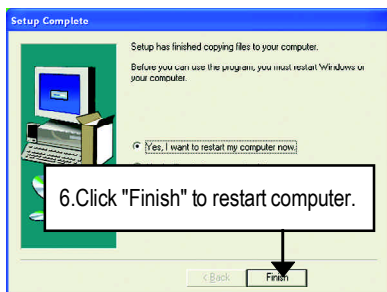 Setup Complete
Setup has finished copying files to your computer.
Before you can use the program, you must restart Windows or
your computer.
Yes, I want to restart my computer now.
6.Click "Finish" to restart computer.
< Back
Finish